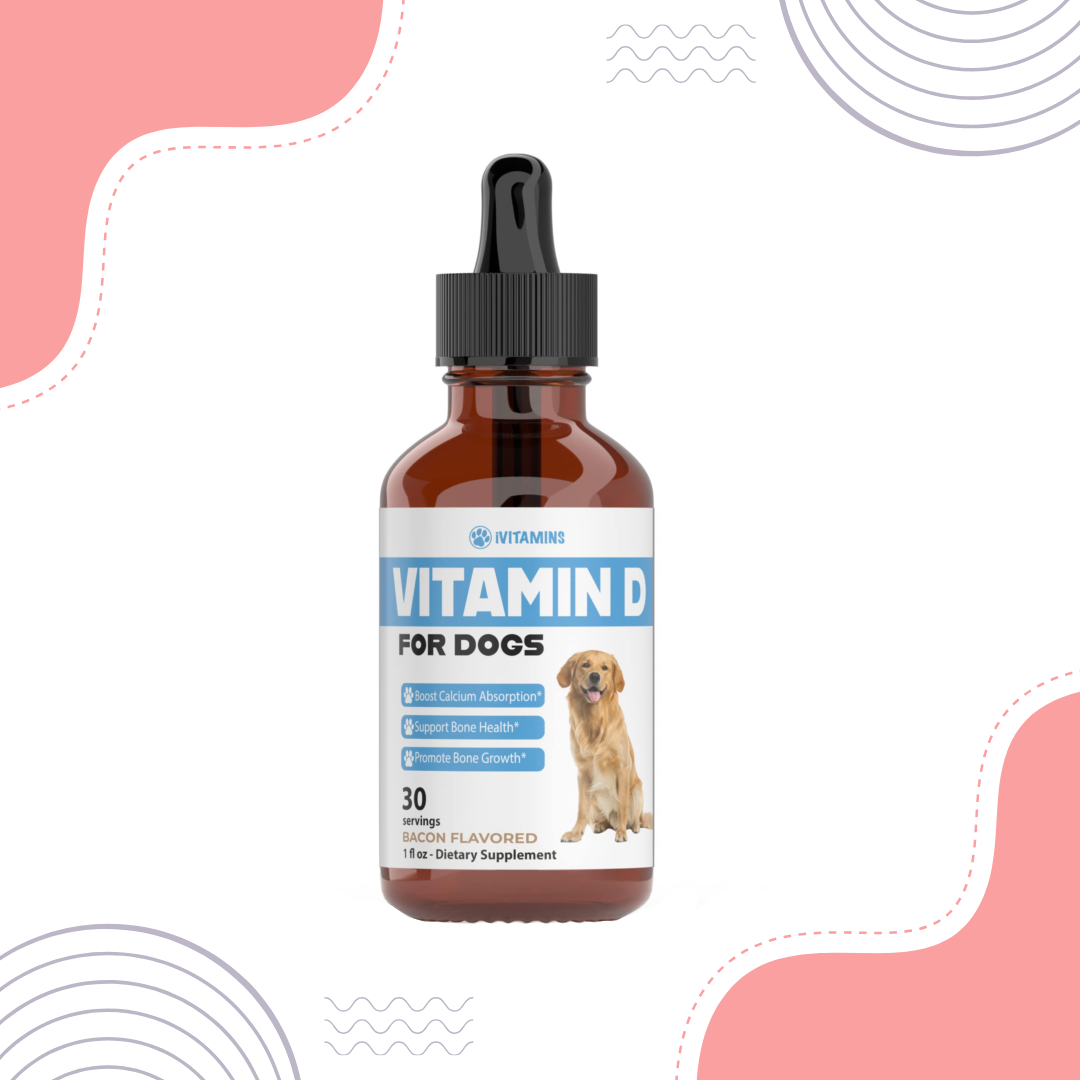 iVITAMINS
VITAMIN D
FOR DOGS
Boost Calcium Absorption*
Support Bone Health*
Promote Bone Growth*
30
servings
BACON FLAVORED
1 fl oz - Dietary Supplement